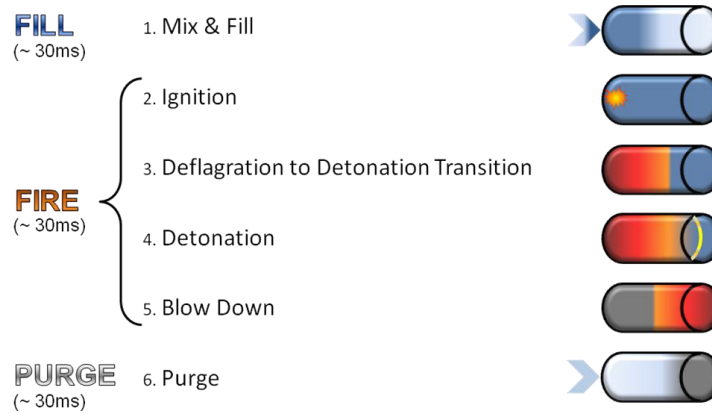 FILL
(~ 30ms)
1. Mix & Fill
2. Ignition
3. Deflagration to Detonation Transition
FIRE
(~ 30ms)
4. Detonation
5. Blow Down
PURGE
(~ 30ms)
6. Purge